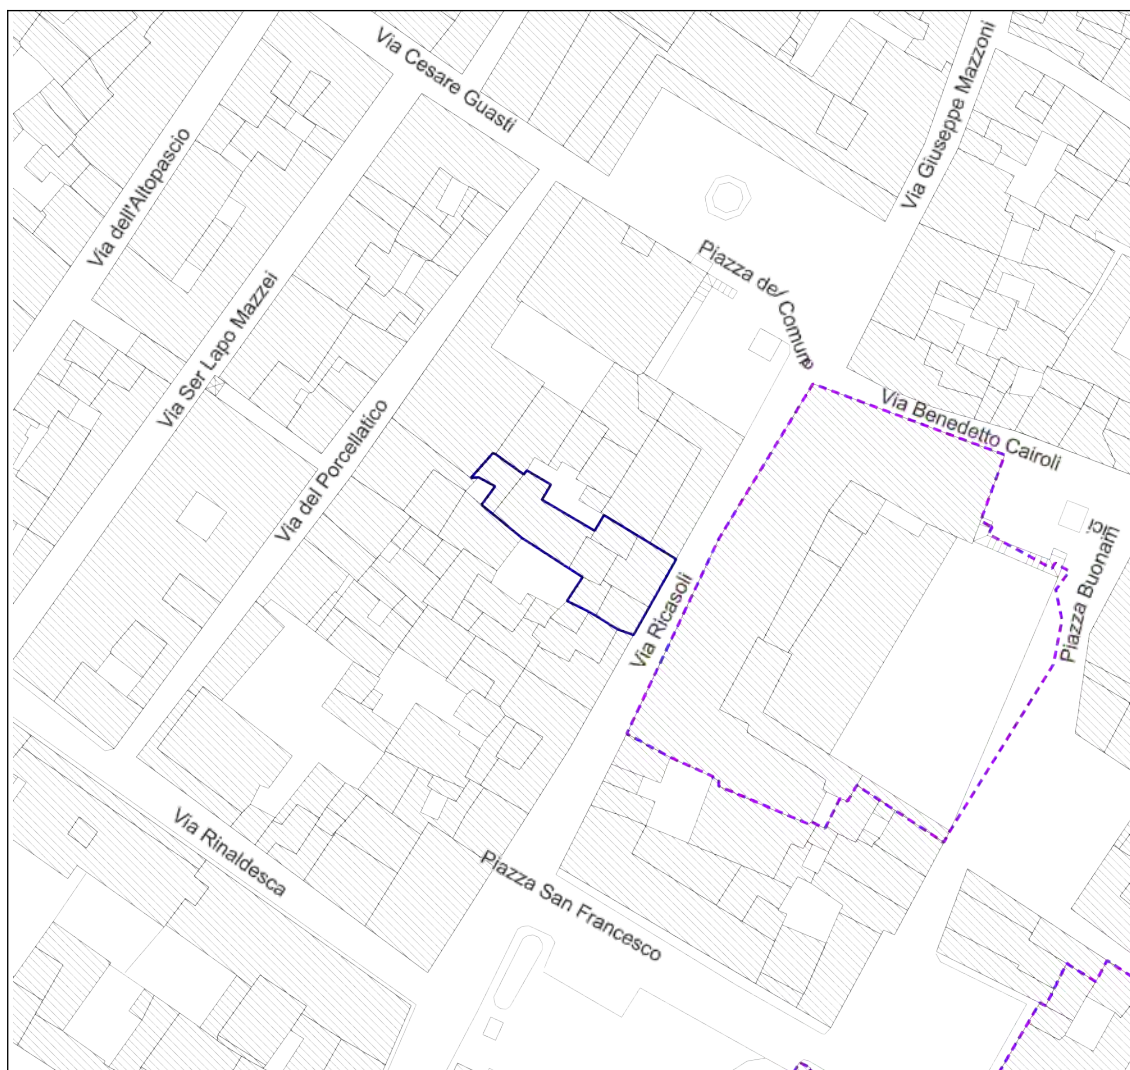 Via Cesare Guasti
Via Giuseppe Mazzoni
Via dell'Altopascio
Piazza del Comune
Via Ser Lapo Mazzei
Via Benedetto Cairoli
Via del Porcellatico
Piazza Buonamici
Via Ricasoli
Via Rinaldesca
Piazza San Francesco